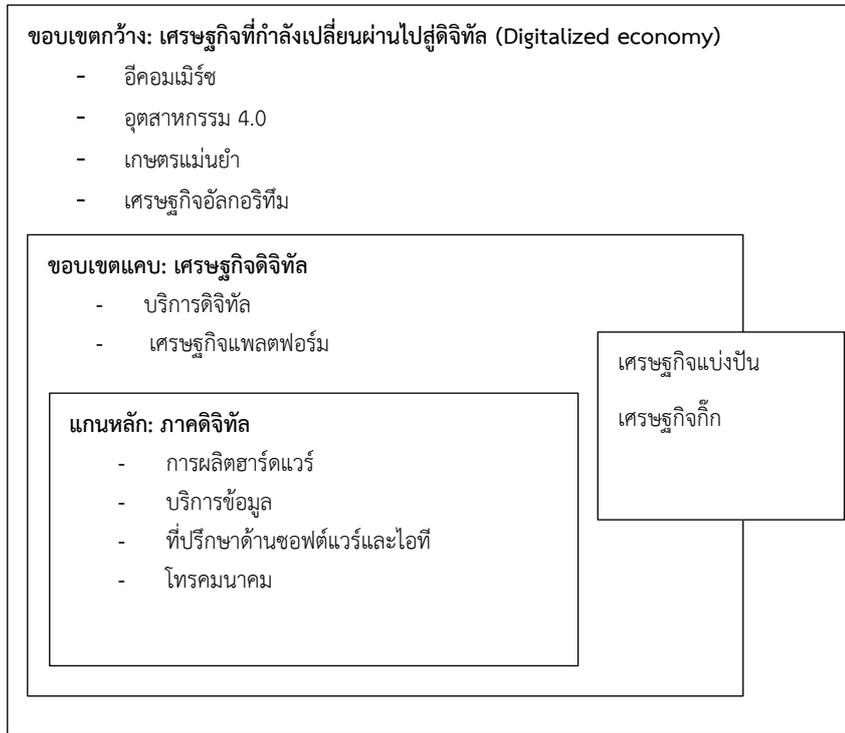 ขอบเขตกว้าง: เศรษฐกิจที่กำลังเปลี่ยนผ่านไปสู่ดิจิทัล (Digitalized economy)
- อีคอมเมิร์ซ
- อุตสาหกรรม 4.0
- เกษตรแม่นยำ
- เศรษฐกิจอัลกอริทึม
ขอบเขตแคบ: เศรษฐกิจดิจิทัล
- บริการดิจิทัล
- เศรษฐกิจแพลตฟอร์ม
เศรษฐกิจแบ่งปัน
เศรษฐกิจกิ๊ก
แกนหลัก: ภาคดิจิทัล
- การผลิตฮาร์ดแวร์
- บริการข้อมูล
- ที่ปรึกษาด้านซอฟต์แวร์และไอที
- โทรคมนาคม